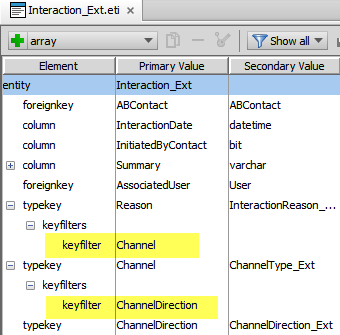 Interaction_Ext.eti ×
array Show all
Element Primary Value Secondary Value
entity Interaction_Ext
foreignkey ABContact ABContact
column InteractionDate datetime
column InitiatedByContact bit
column Summary varchar
foreignkey AssociatedUser User
typekey Reason InteractionReason_...
keyfilters
keyfilter Channel
typekey Channel ChannelType_Ext
keyfilters
keyfilter ChannelDirection
typekey ChannelDirection ChannelDirection_Ext